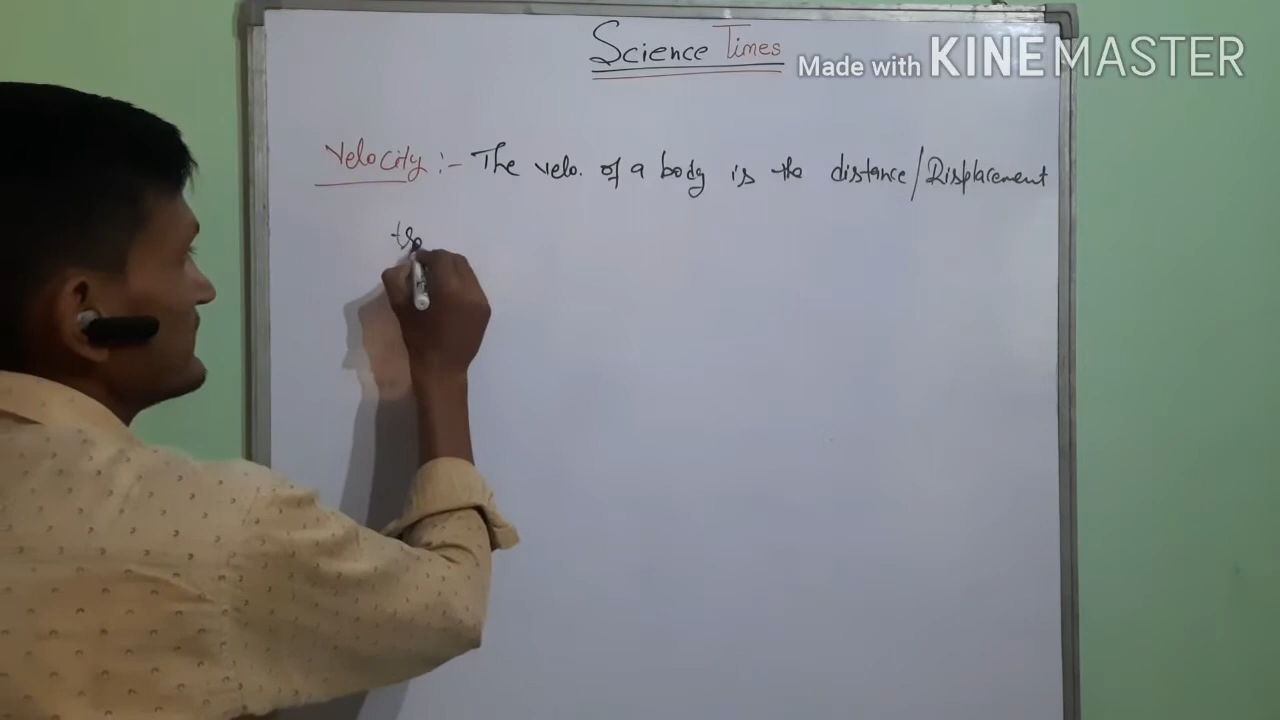 Science Times
Made with KINEMASTER
Velocity :- The velo. of a body is the distance/Displacement